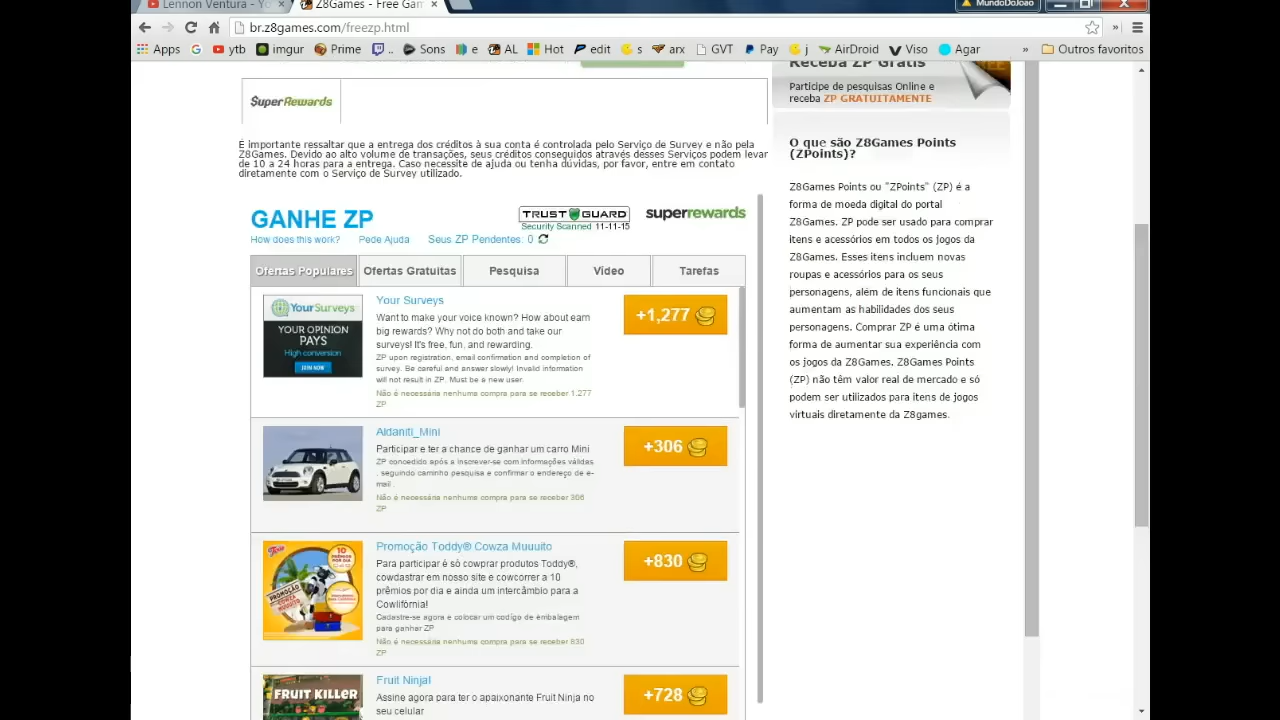 Lennon Ventura - Yo
Z8Games - Free Gam
MundoDoJoao
br.z8games.com/freezp.html
Apps
ytb
imgur
Prime
..
Sons
e
AL
Hot
edit
s
arx
GVT
Pay
j
AirDroid
Viso
Agar
»
Outros favoritos
Receba ZP Grátis
Participe de pesquisas Online e
receba ZP GRATUITAMENTE
$uperRewards
É importante ressaltar que a entrega dos créditos à sua conta é controlada pelo Serviço de Survey e não pela
Z8Games. Devido ao alto volume de transações, seus créditos conseguidos através desses Serviços podem levar
de 10 a 24 horas para a entrega. Caso necessite de ajuda ou tenha dúvidas, por favor, entre em contato
diretamente com o Serviço de Survey utilizado.
GANHE ZP
TRUST GUARD
Security Scanned 11-11-15
superrewards
How does this work?
Pede Ajuda
Seus ZP Pendentes: 0
Ofertas Populares
Ofertas Gratuitas
Pesquisa
Vídeo
Tarefas
YourSurveys
YOUR OPINION
PAYS
High conversion
JOIN NOW
Your Surveys
Want to make your voice known? How about earn
big rewards? Why not do both and take our
surveys! It's free, fun, and rewarding.
ZP upon registration, email confirmation and completion of
survey. Be careful and answer slowly! Invalid information
will not result in ZP. Must be a new user.
Não é necessária nenhuma compra para se receber 1,277
ZP
+1,277
Aldaniti_Mini
Participar e ter a chance de ganhar um carro Mini
ZP concedido após a inscrever-se com informações válidas
, seguindo caminho pesquisa e confirmar o endereço de e-
mail .
Não é necessária nenhuma compra para se receber 306
ZP
+306
10
PRÊMIOS
POR DIA
PROMOÇÃO
Promoção Toddy® Cowza Muuuito
Para participar é só cowprar produtos Toddy®,
cowdastrar em nosso site e cowcorrer a 10
prêmios por dia e ainda um intercâmbio para a
Cowlifórnia!
Cadastre-se agora e colocar um codigo de embalagem
para ganhar ZP
Não é necessária nenhuma compra para se receber 830
ZP
+830
FRUIT KILLER
Fruit Ninja!
Assine agora para ter o apaixonante Fruit Ninja no
seu celular
+728
O que são Z8Games Points
(ZPoints)?
Z8Games Points ou "ZPoints" (ZP) é a
forma de moeda digital do portal
Z8Games. ZP pode ser usado para comprar
itens e acessórios em todos os jogos da
Z8Games. Esses itens incluem novas
roupas e acessórios para os seus
personagens, além de itens funcionais que
aumentam as habilidades dos seus
personagens. Comprar ZP é uma ótima
forma de aumentar sua experiência com
os jogos da Z8Games. Z8Games Points
(ZP) não têm valor real de mercado e só
podem ser utilizados para itens de jogos
virtuais diretamente da Z8games.